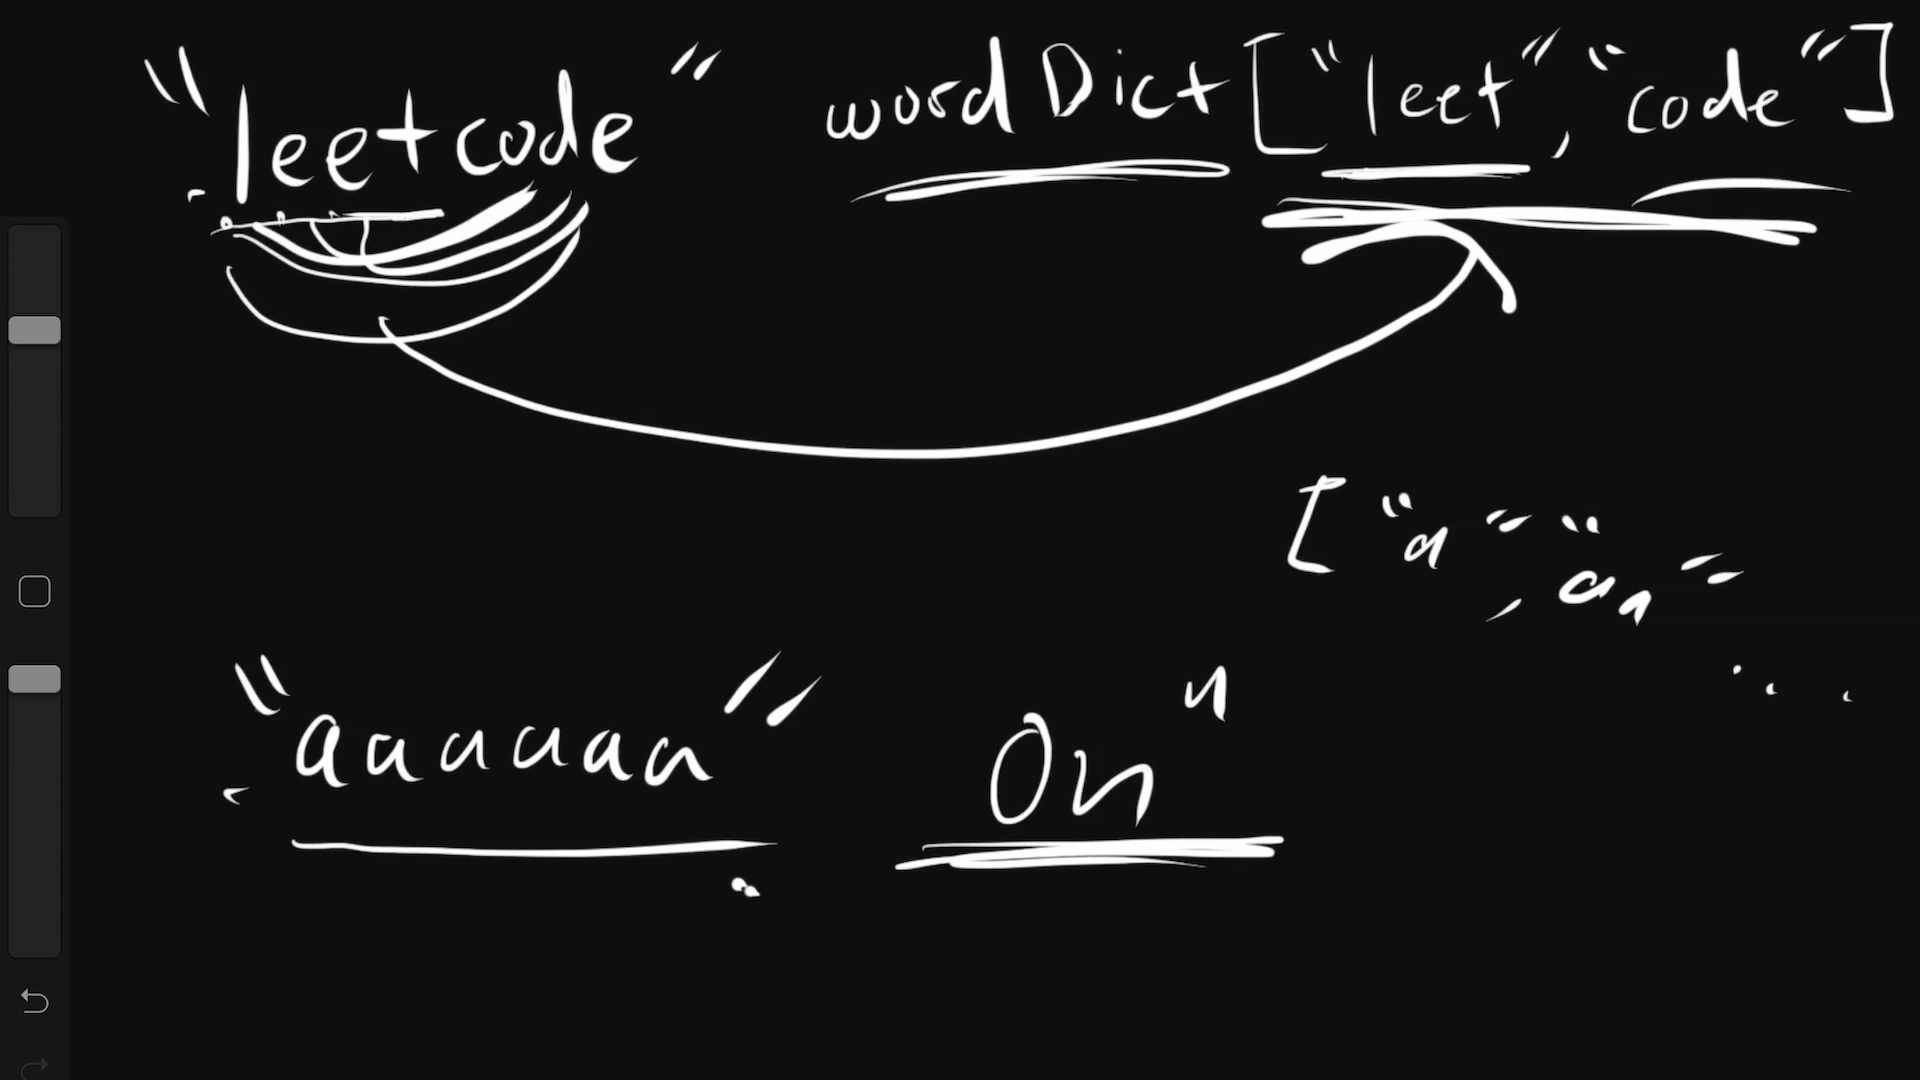 "leetcode" wordDict ["leet", "code"]
["a", "aa" ...
"aaaaaa" On^n